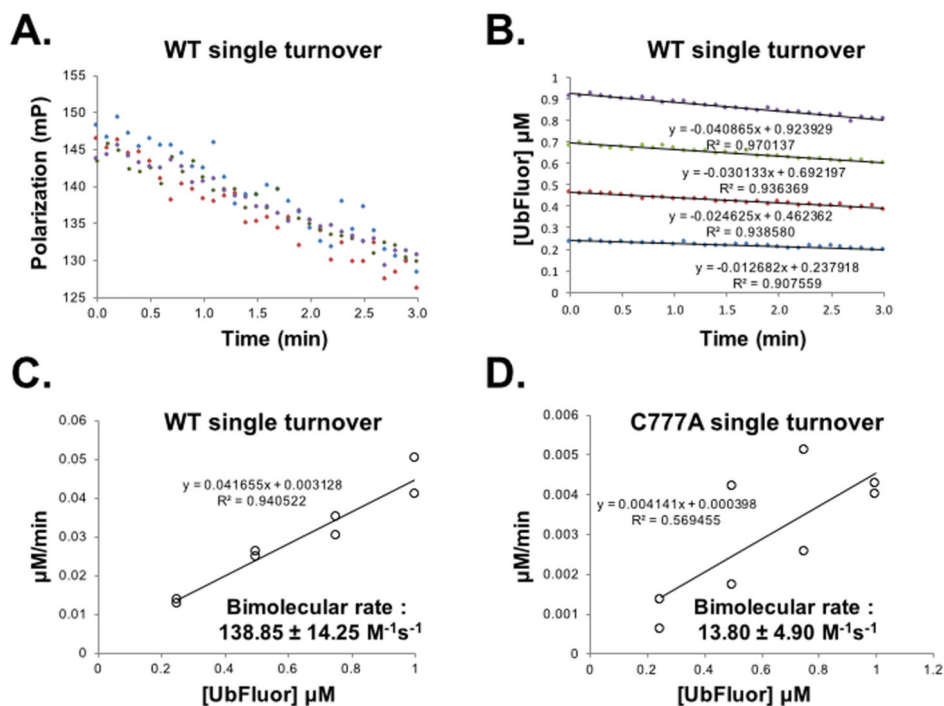 A.
WT single turnover
155
150
145
140
135
130
125
Polarization (mP)
0.0 0.5 1.0 1.5 2.0 2.5 3.0
Time (min)
B.
WT single turnover
1
0.9
0.8
0.7
0.6
0.5
0.4
0.3
0.2
0.1
0
[UbFluor] µM
y = -0.040865x + 0.923929
R² = 0.970137
y = -0.030133x + 0.692197
R² = 0.936369
y = -0.024625x + 0.462362
R² = 0.938580
y = -0.012682x + 0.237918
R² = 0.907559
0.0 0.5 1.0 1.5 2.0 2.5 3.0
Time (min)
C.
WT single turnover
0.06
0.05
0.04
0.03
0.02
0.01
0
µM/min
y = 0.041655x + 0.003128
R² = 0.940522
Bimolecular rate :
138.85 ± 14.25 M⁻¹s⁻¹
0 0.2 0.4 0.6 0.8 1
[UbFluor] µM
D.
C777A single turnover
0.006
0.005
0.004
0.003
0.002
0.001
0
µM/min
y = 0.004141x + 0.000398
R² = 0.569455
Bimolecular rate :
13.80 ± 4.90 M⁻¹s⁻¹
0 0.2 0.4 0.6 0.8 1 1.2
[UbFluor] µM